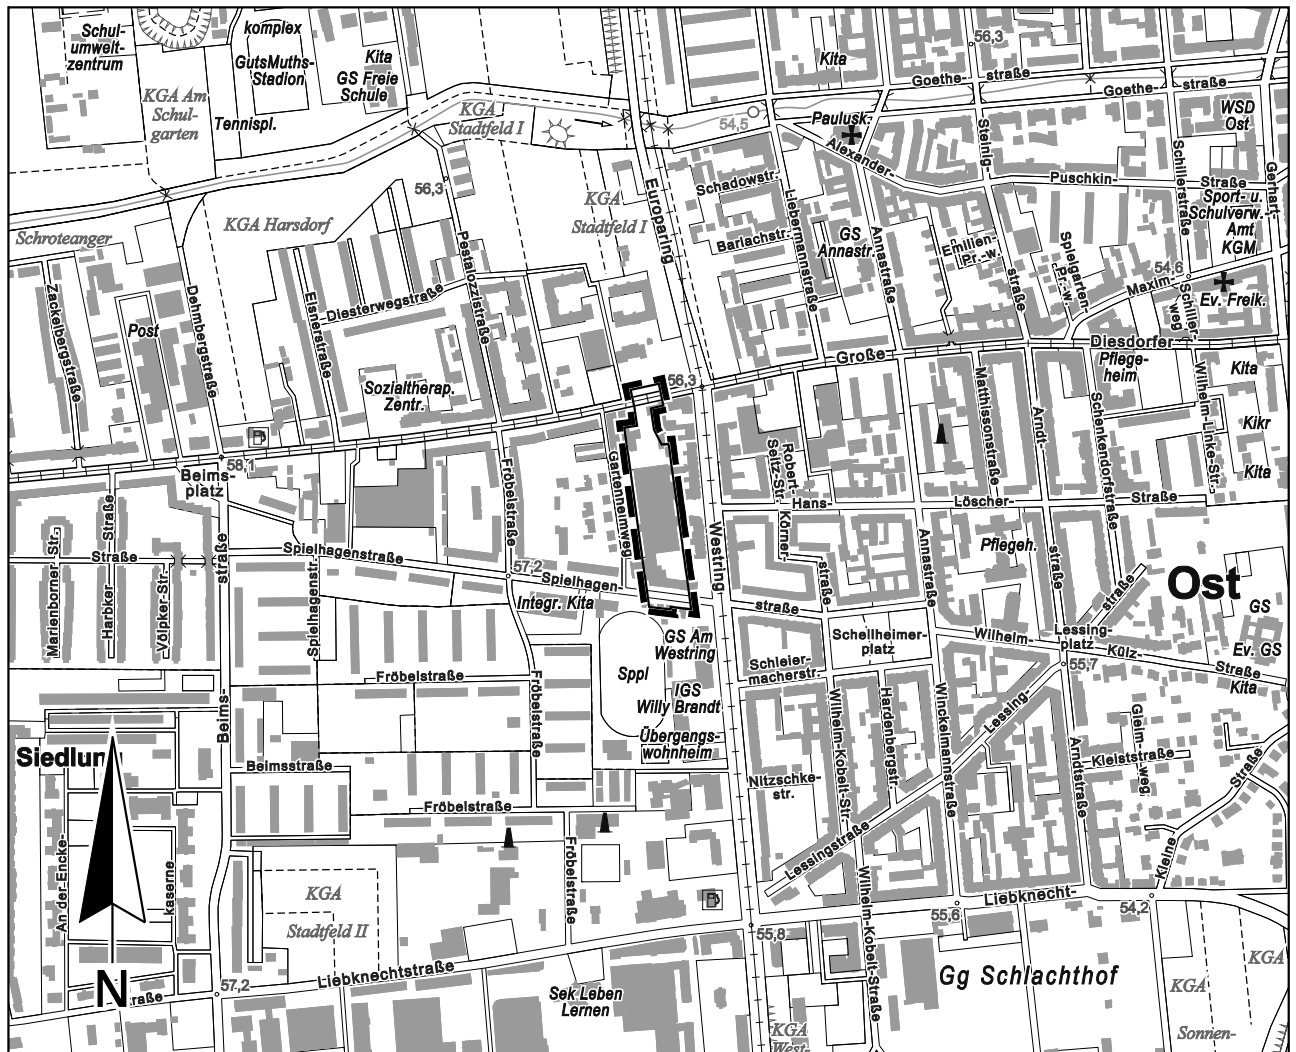 Schul-
umwelt-
zentrum
komplex
GutsMuths-
Stadion
Kita
GS Freie
Schule
KGA Am
Schul-
garten
Tennispl.
KGA
Stadtfeld I
54,5
Kita
56,3
Goethe- straße
Goethe- straße
Paulusk.
WSD
Ost
Alexander-
Steinig-
straße
Puschkin- Straße
Schillerstraße
Gerhart-
Sport- u.
Schulverw.-
Amt
KGM
56,3
Europaring
Schadowstr.
Liebermannstraße
Barlachstr.
GS
Annastr.
Annastraße
Emilien-
Pr.-w.
Spielgarten-
Pr.-w.
54,6
Maxim-
Schiller-
weg
Ev. Freik.
KGA
Stadtfeld I
KGA Harsdorf
Schroteanger
Zackelbergstraße
Post
Dehmbergstraße
Eisnerstraße
Diesterwegstraße
Pestalozzistraße
Sozialtherap.
Zentr.
56,3
Große
Diesdorfer
Pflege-
heim
Kita
Kikr
Kita
Matthissonstraße
Arndt-
straße
Schenkendorfstraße
Wilhelm-Linke-Str.
58,1
Beims-
platz
Beims-
straße
Fröbelstraße
Gartenheimweg
Westring
Robert-
Seitz-Str.
Körner-
straße
Hans- Löscher- Straße
Annastraße
Pflegeh.
Ost
GS
Ev. GS
Kita
Marienborner Str.
Straße
Harbker Straße
Völpker-Str.
Spielhagenstraße
Spielhagenstr.
57,2
Spielhagen-
straße
Integr. Kita
Sppl
GS Am
Westring
IGS
Willy Brandt
Übergangs-
wohnheim
Schellheimer-
platz
Schleier-
macherstr.
Wilhelm-
Külz-
Straße
Lessing-
platz
straße
55,7
Lessing-
Fröbelstraße
Fröbelstraße
Wilhelm-Kobelt-Str.
Hardenbergstr.
Winckelmannstraße
Arndtstraße
Gleim-
weg
Kleiststraße
Kleine
Straße
Siedlun
Beimsstraße
Fröbelstraße
Fröbelstraße
Nitzschke-
str.
Lessingstraße
An der Encke-
kaserne
KGA
Stadtfeld II
N
raße
57,2
Liebknechtstraße
Sek Leben
Lernen
55,8
Wilhelm-Kobelt-Straße
55,6
Liebknecht-
54,2
Gg Schlachthof
KGA
KGA
Sonnen-
KGA
West-